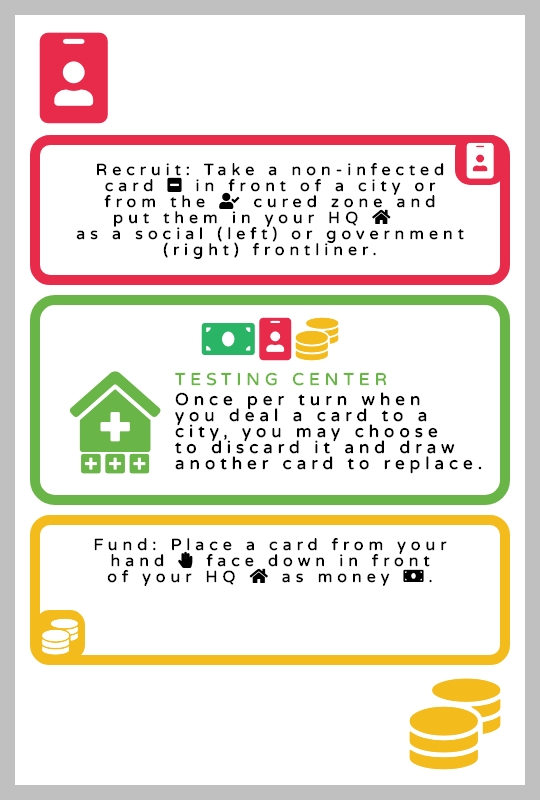 Recruit: Take a non-infected
card in front of a city or
from the cured zone and
put them in your HQ
as a social (left) or government
(right) frontliner.
TESTING CENTER
Once per turn when
you deal a card to a
city, you may choose
to discard it and draw
another card to replace.
Fund: Place a card from your
hand face down in front
of your HQ as money .